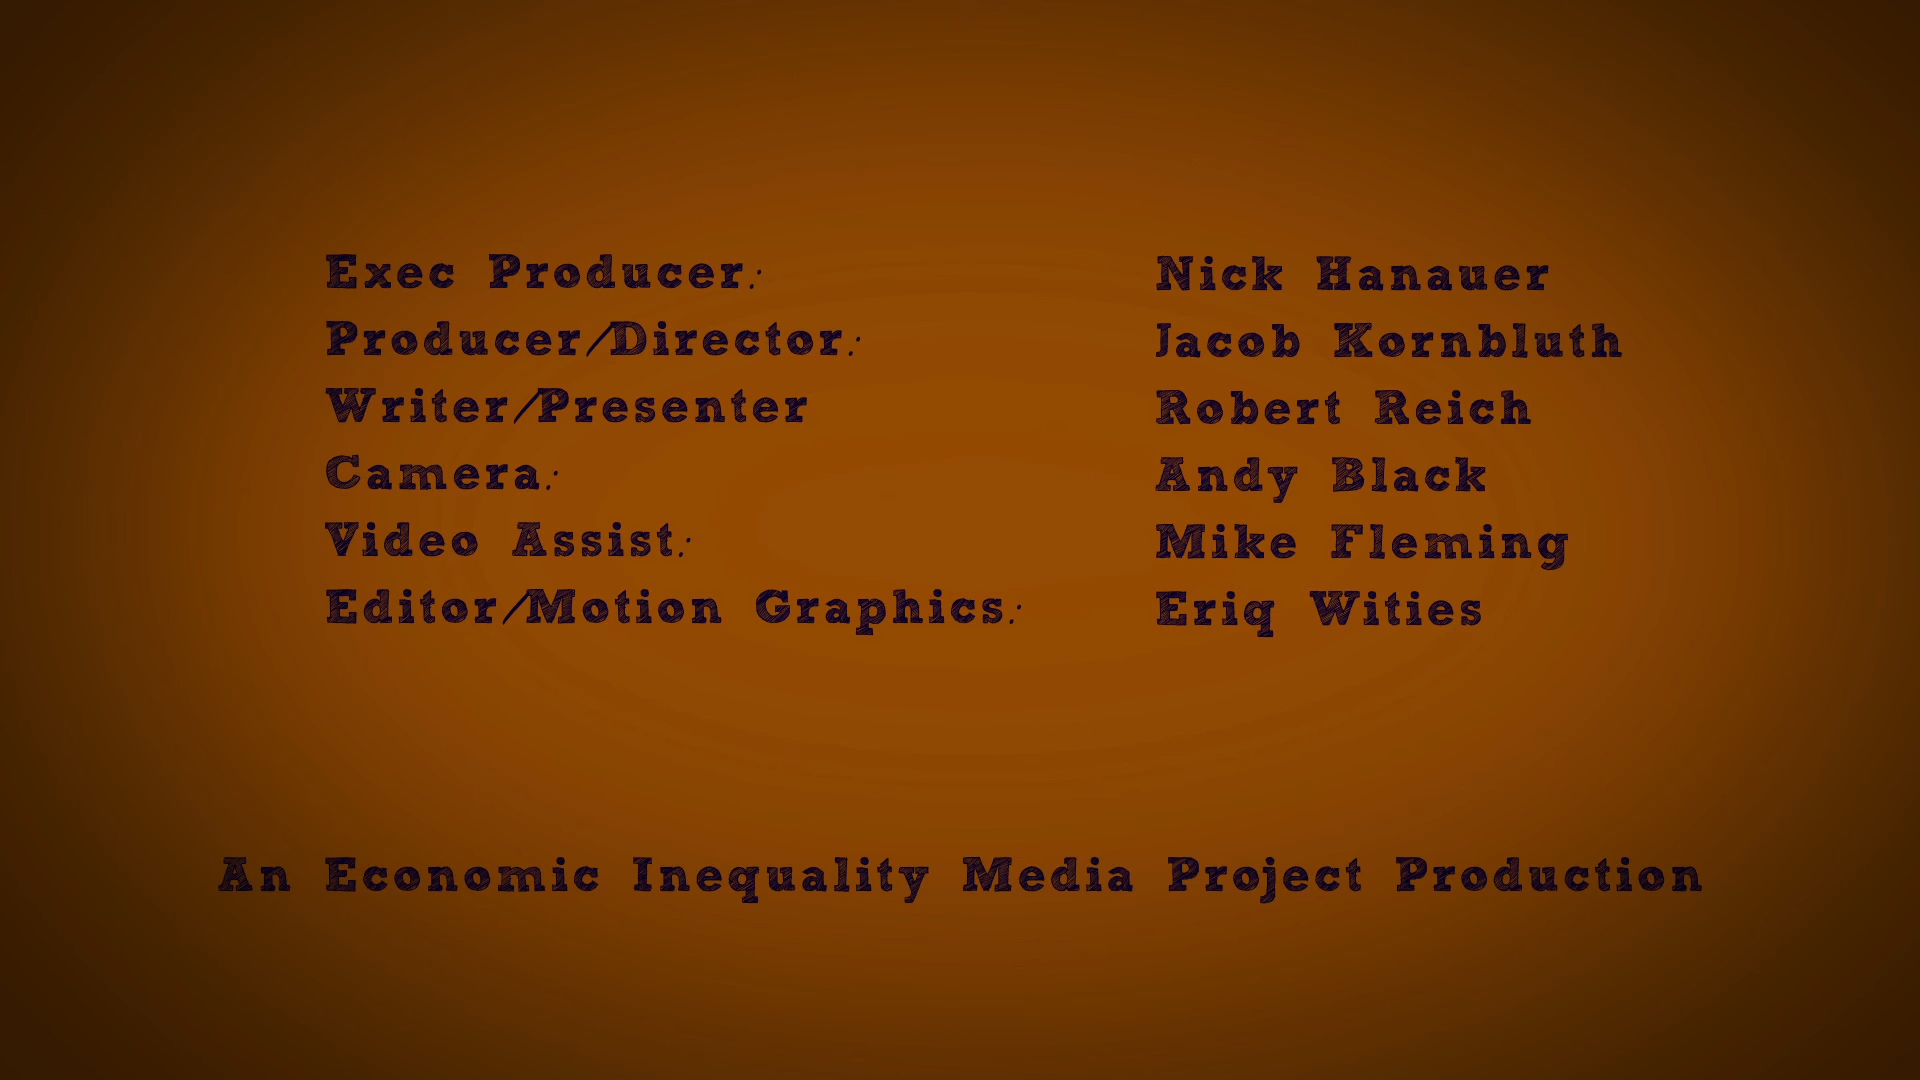 Exec Producer: Nick Hanauer
Producer/Director: Jacob Kornbluth
Writer/Presenter Robert Reich
Camera: Andy Black
Video Assist: Mike Fleming
Editor/Motion Graphics: Eriq Wities
An Economic Inequality Media Project Production